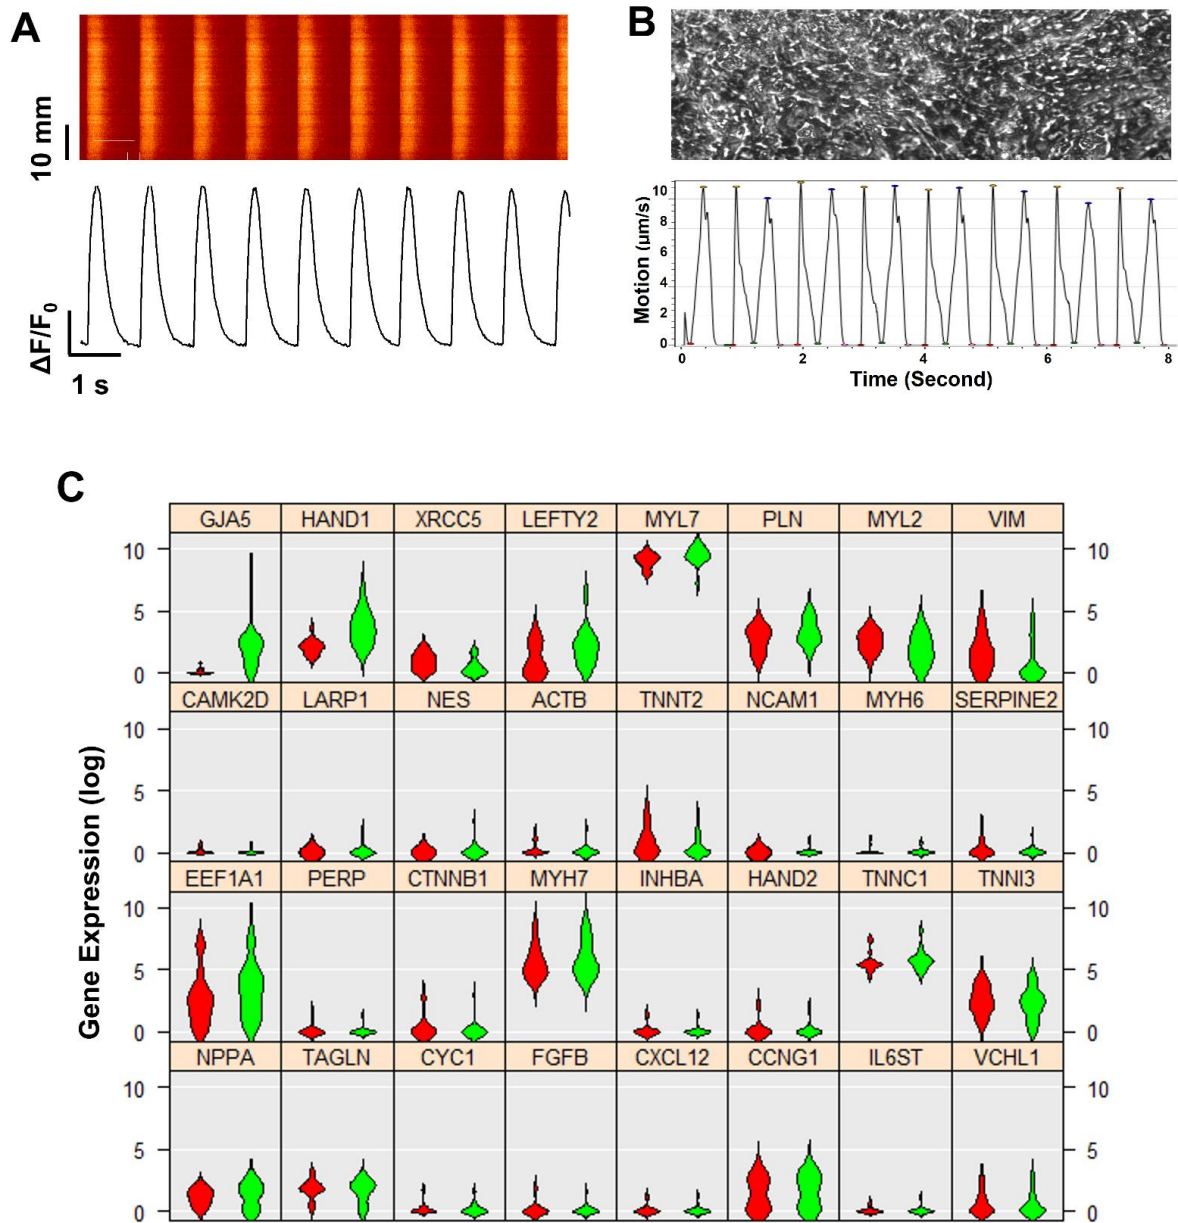 A
10 mm
ΔF/F0
1 s
B
Motion (µm/s)
10
8
6
4
2
0
0 2 4 6 8
Time (Second)
C
Gene Expression (log)
GJA5 HAND1 XRCC5 LEFTY2 MYL7 PLN MYL2 VIM
10 10
5 5
0 0
CAMK2D LARP1 NES ACTB TNNT2 NCAM1 MYH6 SERPINE2
10 10
5 5
0 0
EEF1A1 PERP CTNNB1 MYH7 INHBA HAND2 TNNC1 TNNI3
10 10
5 5
0 0
NPPA TAGLN CYC1 FGFB CXCL12 CCNG1 IL6ST VCHL1
10 10
5 5
0 0